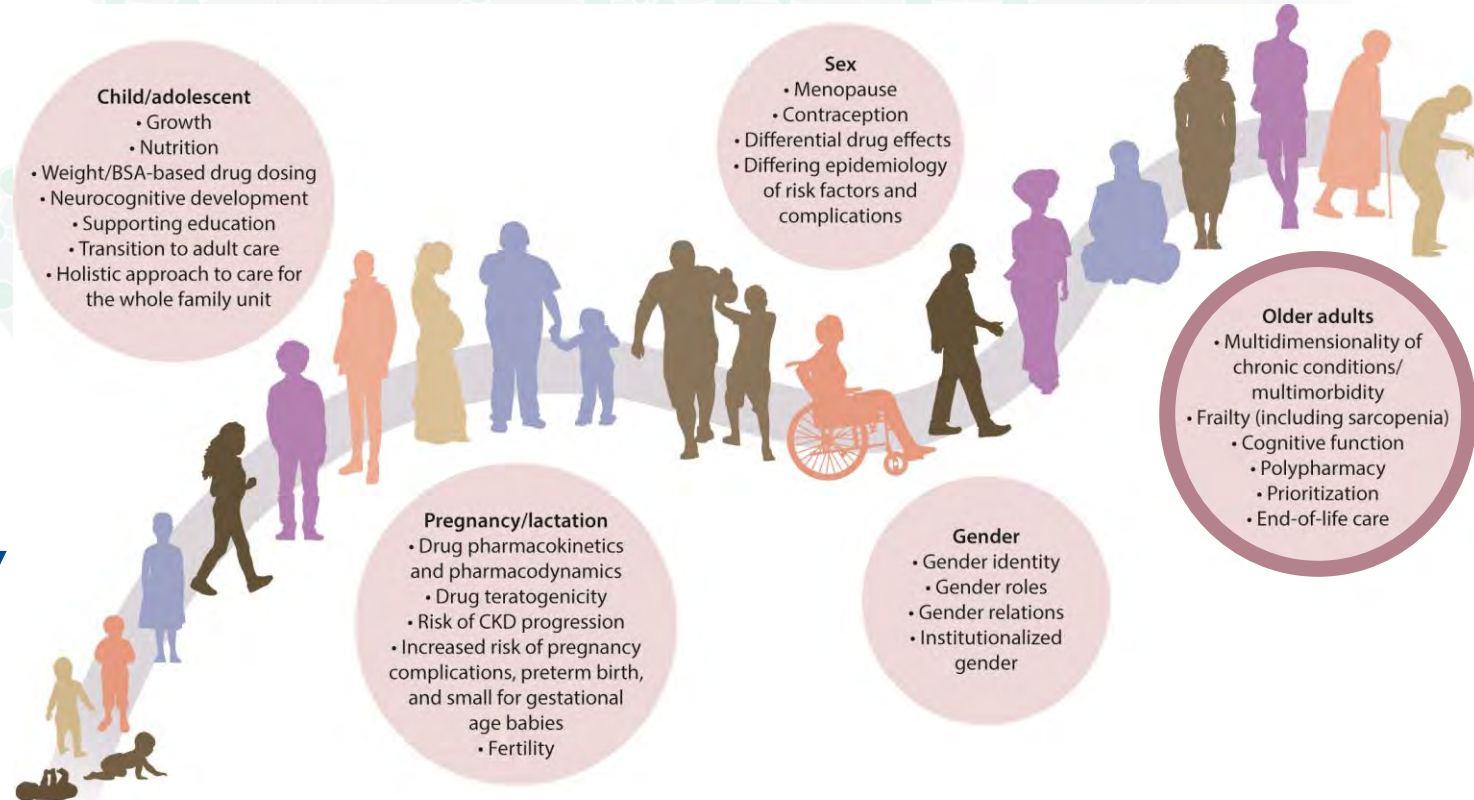 Child/adolescent
• Growth
• Nutrition
• Weight/BSA-based drug dosing
• Neurocognitive development
• Supporting education
• Transition to adult care
• Holistic approach to care for
the whole family unit
Sex
• Menopause
• Contraception
• Differential drug effects
• Differing epidemiology
of risk factors and
complications
Pregnancy/lactation
• Drug pharmacokinetics
and pharmacodynamics
• Drug teratogenicity
• Risk of CKD progression
• Increased risk of pregnancy
complications, preterm birth,
and small for gestational
age babies
• Fertility
Gender
• Gender identity
• Gender roles
• Gender relations
• Institutionalized
gender
Older adults
• Multidimensionality of
chronic conditions/
multimorbidity
• Frailty (including sarcopenia)
• Cognitive function
• Polypharmacy
• Prioritization
• End-of-life care